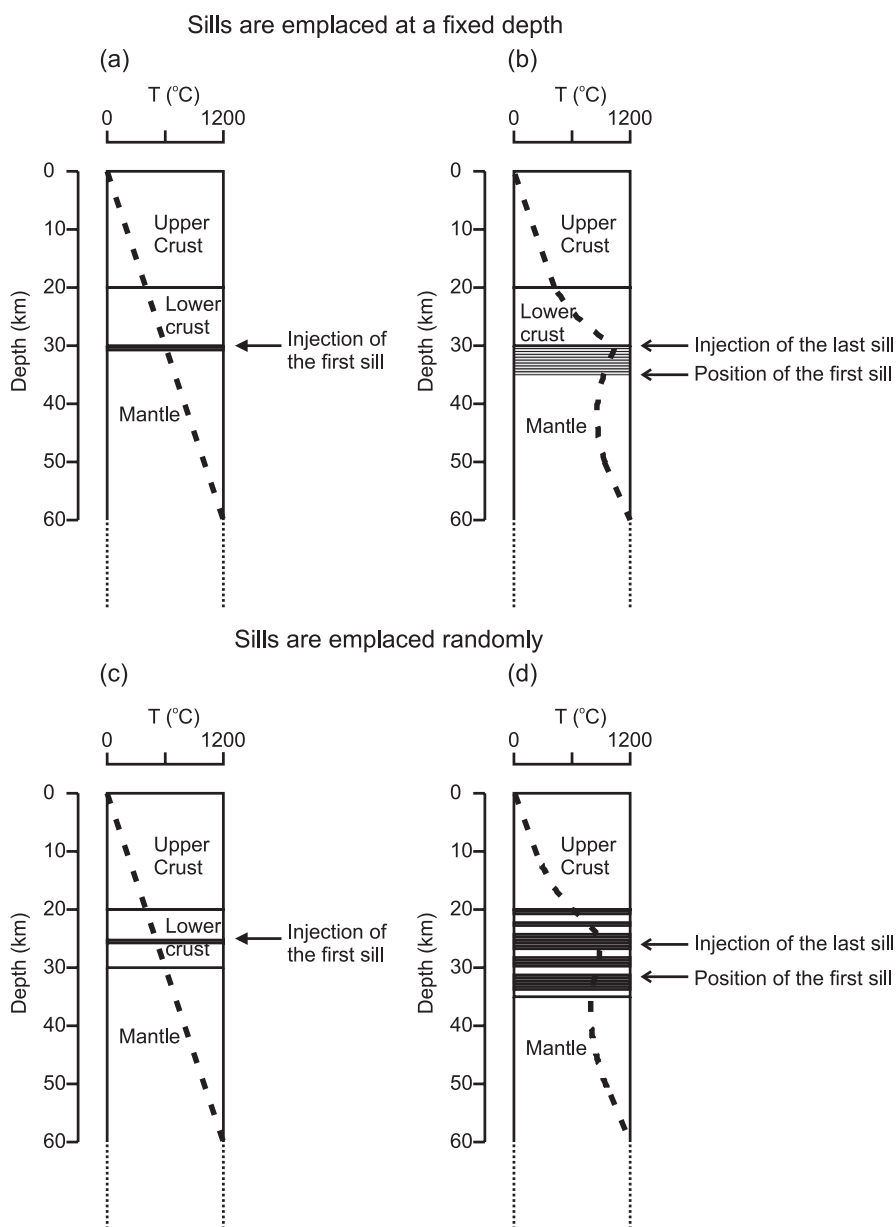 Sills are emplaced at a fixed depth
(a)
T (°C)
0 1200
Depth (km)
0
10
20
30
40
50
60
Upper
Crust
Lower
crust
Mantle
Injection of
the first sill
(b)
T (°C)
0 1200
Depth (km)
0
10
20
30
40
50
60
Upper
Crust
Lower
crust
Mantle
Injection of the last sill
Position of the first sill
Sills are emplaced randomly
(c)
T (°C)
0 1200
Depth (km)
0
10
20
30
40
50
60
Upper
Crust
Lower
crust
Mantle
Injection of
the first sill
(d)
T (°C)
0 1200
Depth (km)
0
10
20
30
40
50
60
Upper
Crust
Mantle
Injection of the last sill
Position of the first sill